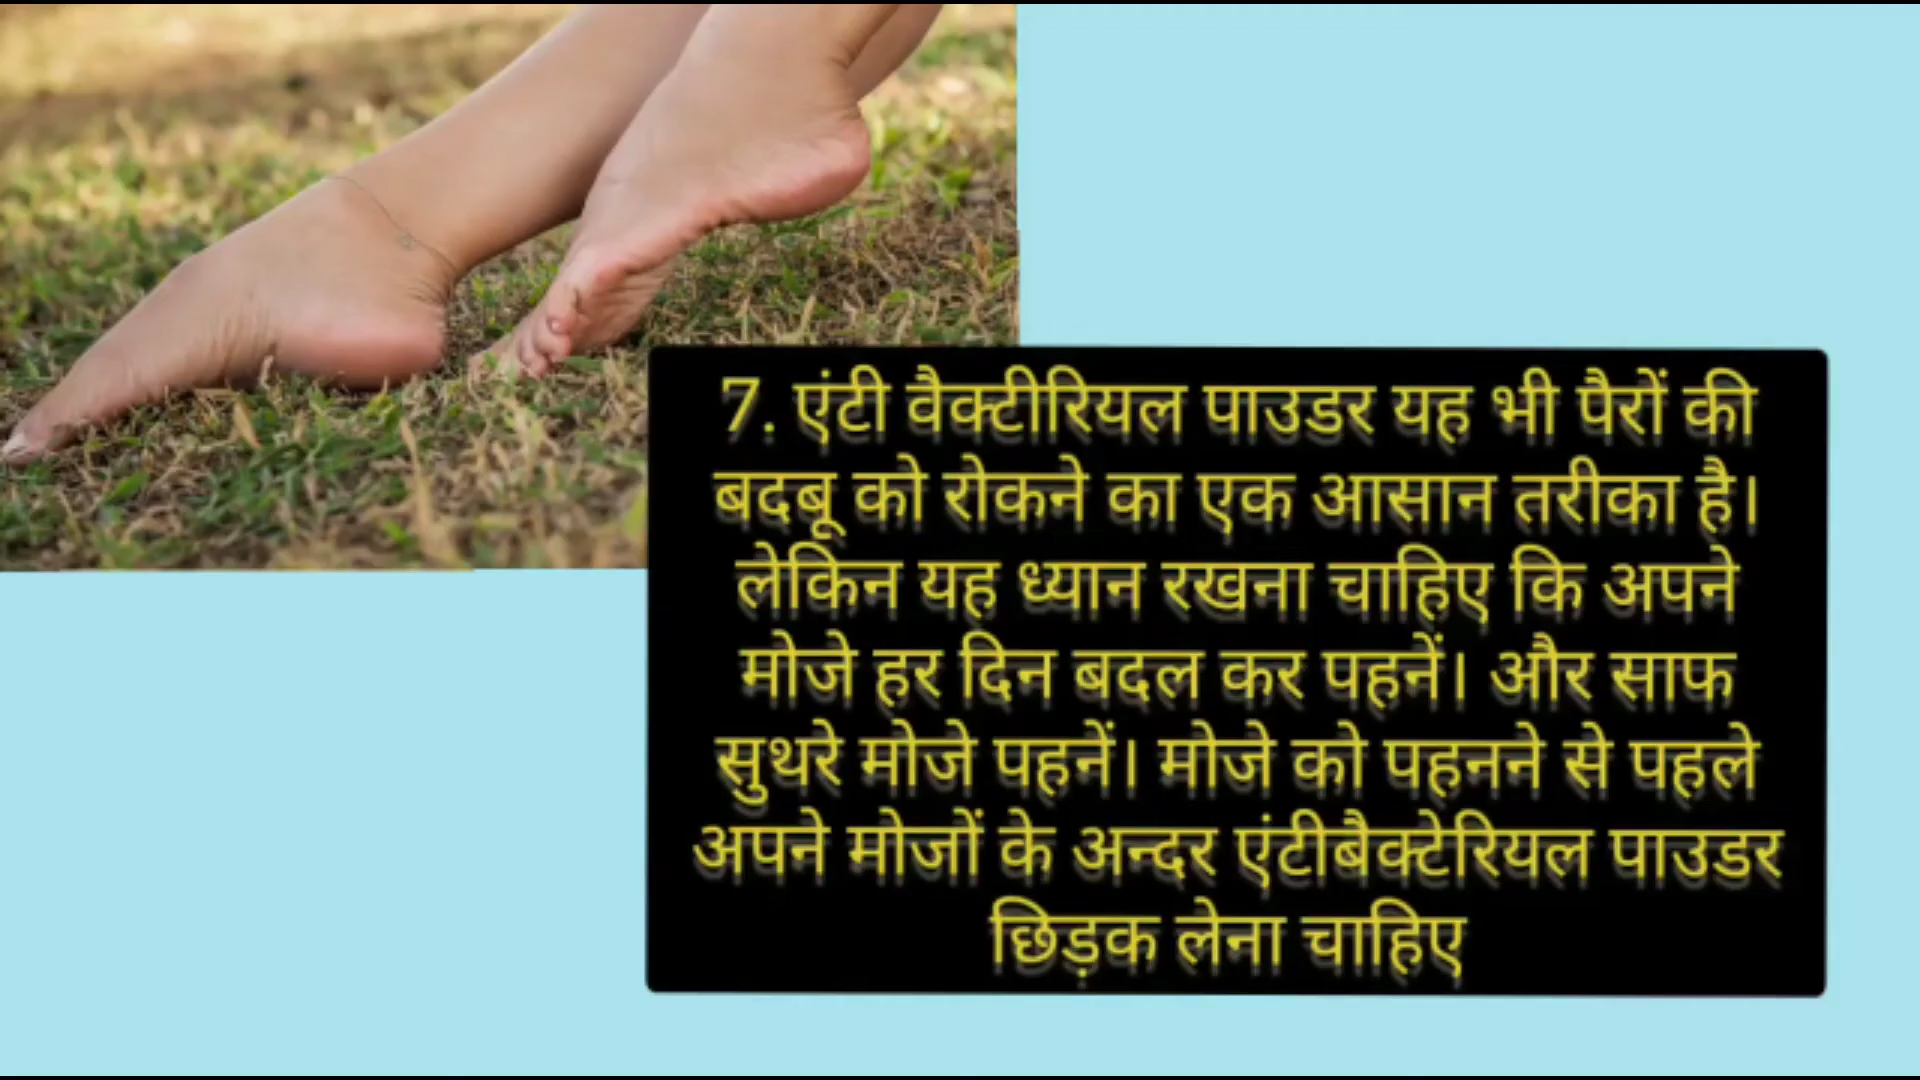 7. एंटी वैक्टीरियल पाउडर यह भी पैरों की
बदबू को रोकने का एक आसान तरीका है।
लेकिन यह ध्यान रखना चाहिए कि अपने
मोजे हर दिन बदल कर पहनें। और साफ
सुथरे मोजे पहनें। मोजे को पहनने से पहले
अपने मोजों के अन्दर एंटीबैक्टेरियल पाउडर
छिड़क लेना चाहिए